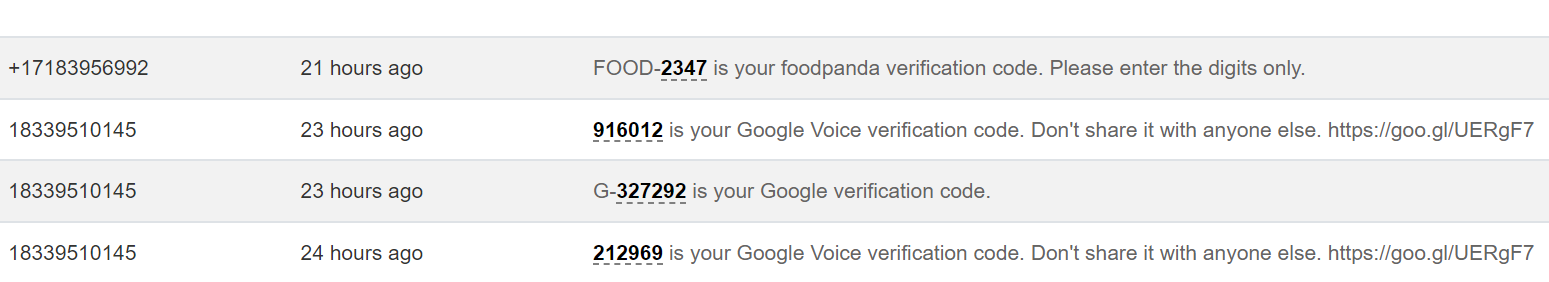 +17183956992 21 hours ago FOOD-2347 is your foodpanda verification code. Please enter the digits only.
18339510145 23 hours ago 916012 is your Google Voice verification code. Don't share it with anyone else. https://goo.gl/UERgF7
18339510145 23 hours ago G-327292 is your Google verification code.
18339510145 24 hours ago 212969 is your Google Voice verification code. Don't share it with anyone else. https://goo.gl/UERgF7